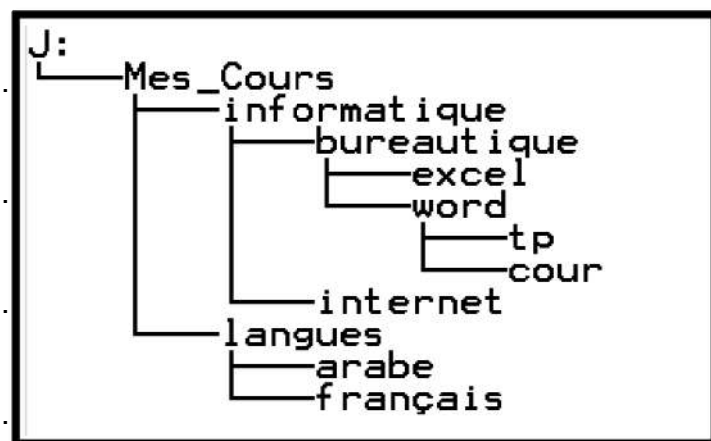 J:
Mes_Cours
informatique
bureautique
excel
word
tp
cour
internet
langues
arabe
français